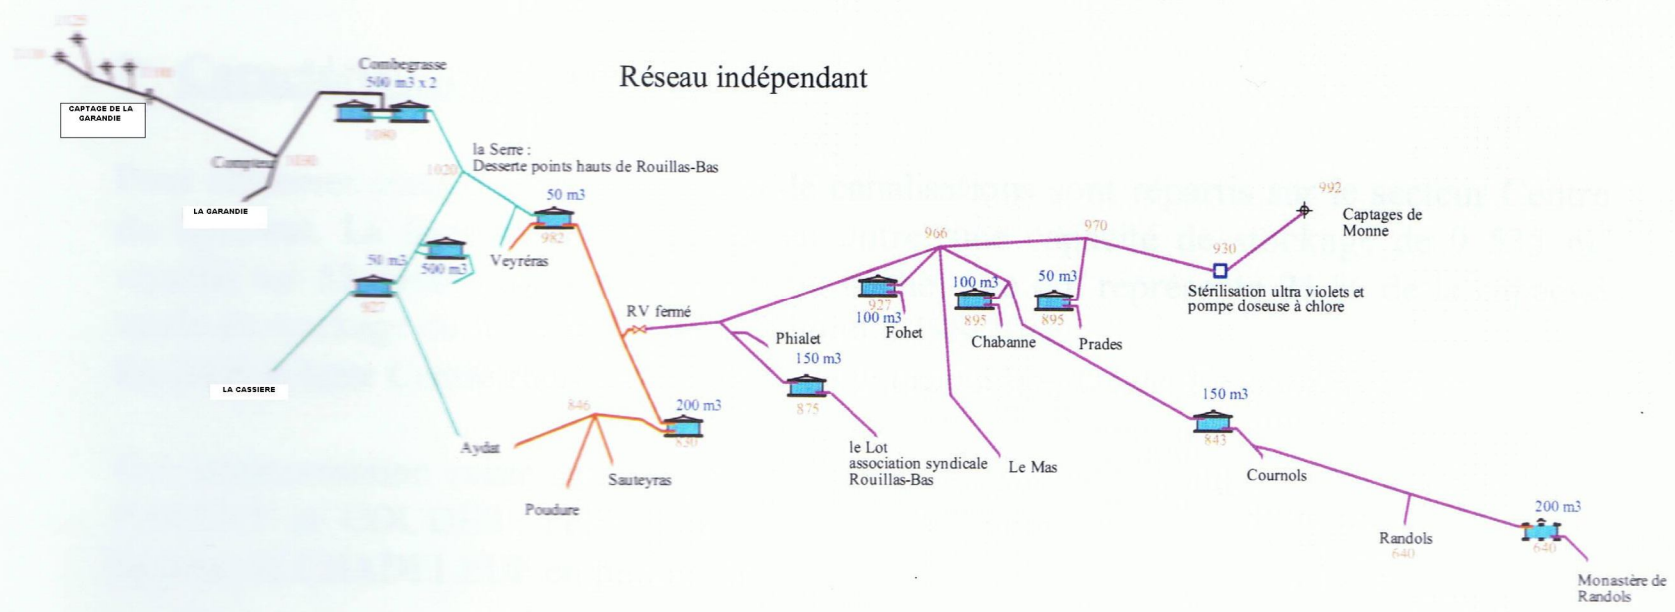 Réseau indépendant
1025
Combegrasse
500 m3 x 2
1080
CAPTAGE DE LA
GARANDIE
Compteur
1030
LA GARANDIE
la Serre :
Desserte points hauts de Rouillas-Bas
1020
50 m3
982
Veyréras
50 m3
500 m3
927
LA CASSIERE
Aydat
846
Poudure
Sauteyras
200 m3
830
RV fermé
Phialet
150 m3
875
le Lot
association syndicale
Rouillas-Bas
966
927
100 m3
Fohet
Le Mas
100 m3
895
Chabanne
970
50 m3
895
Prades
992
Captages de
Monne
930
Stérilisation ultra violets et
pompe doseuse à chlore
150 m3
843
Cournols
Randols
640
200 m3
640
Monastère de
Randols